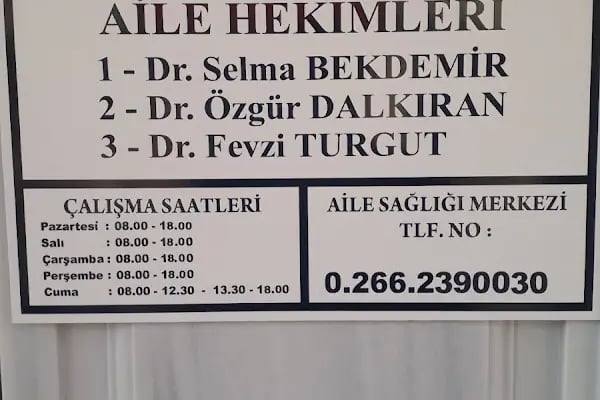 AİLE HEKİMLERİ
1 - Dr. Selma BEKDEMİR
2 - Dr. Özgür DALKIRAN
3 - Dr. Fevzi TURGUT
ÇALIŞMA SAATLERİ
Pazartesi : 08.00 - 18.00
Salı : 08.00 - 18.00
Çarşamba : 08.00 - 18.00
Perşembe : 08.00 - 18.00
Cuma : 08.00 - 12.30 - 13.30 - 18.00
AİLE SAĞLIĞI MERKEZİ
TLF. NO :
0.266.2390030